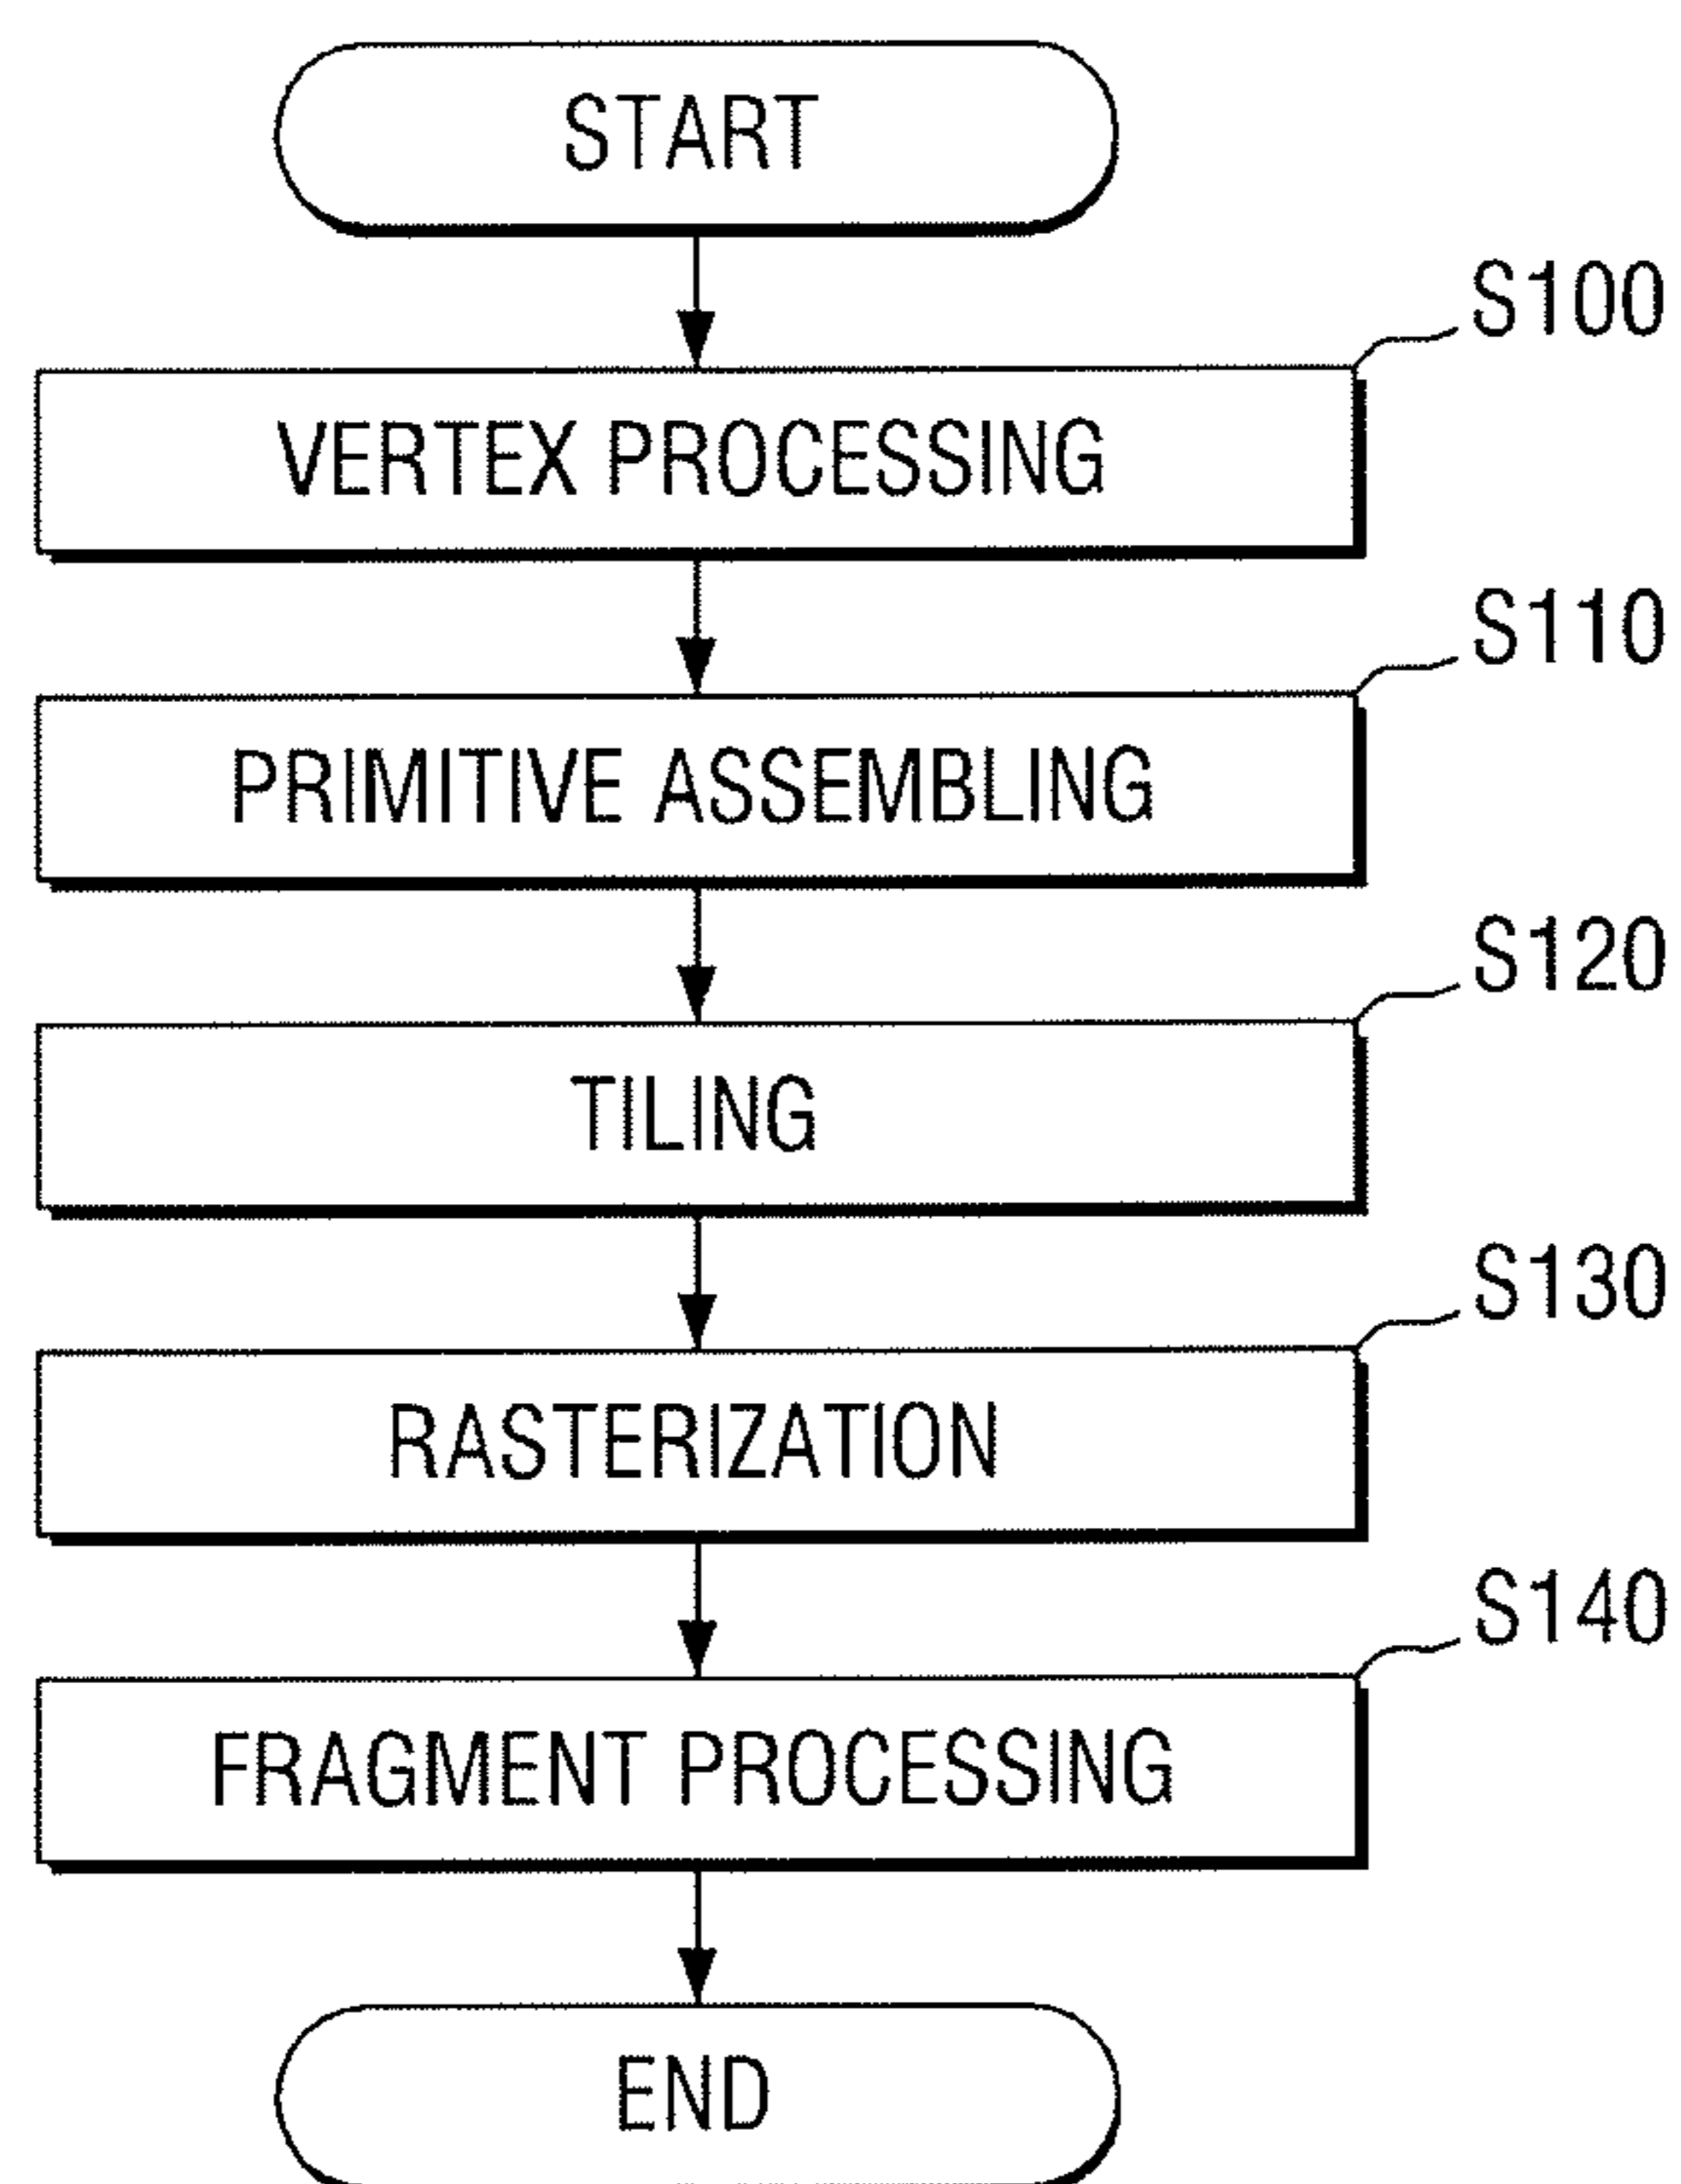 START
S100
VERTEX PROCESSING
S110
PRIMITIVE ASSEMBLING
S120
TILING
S130
RASTERIZATION
S140
FRAGMENT PROCESSING
END